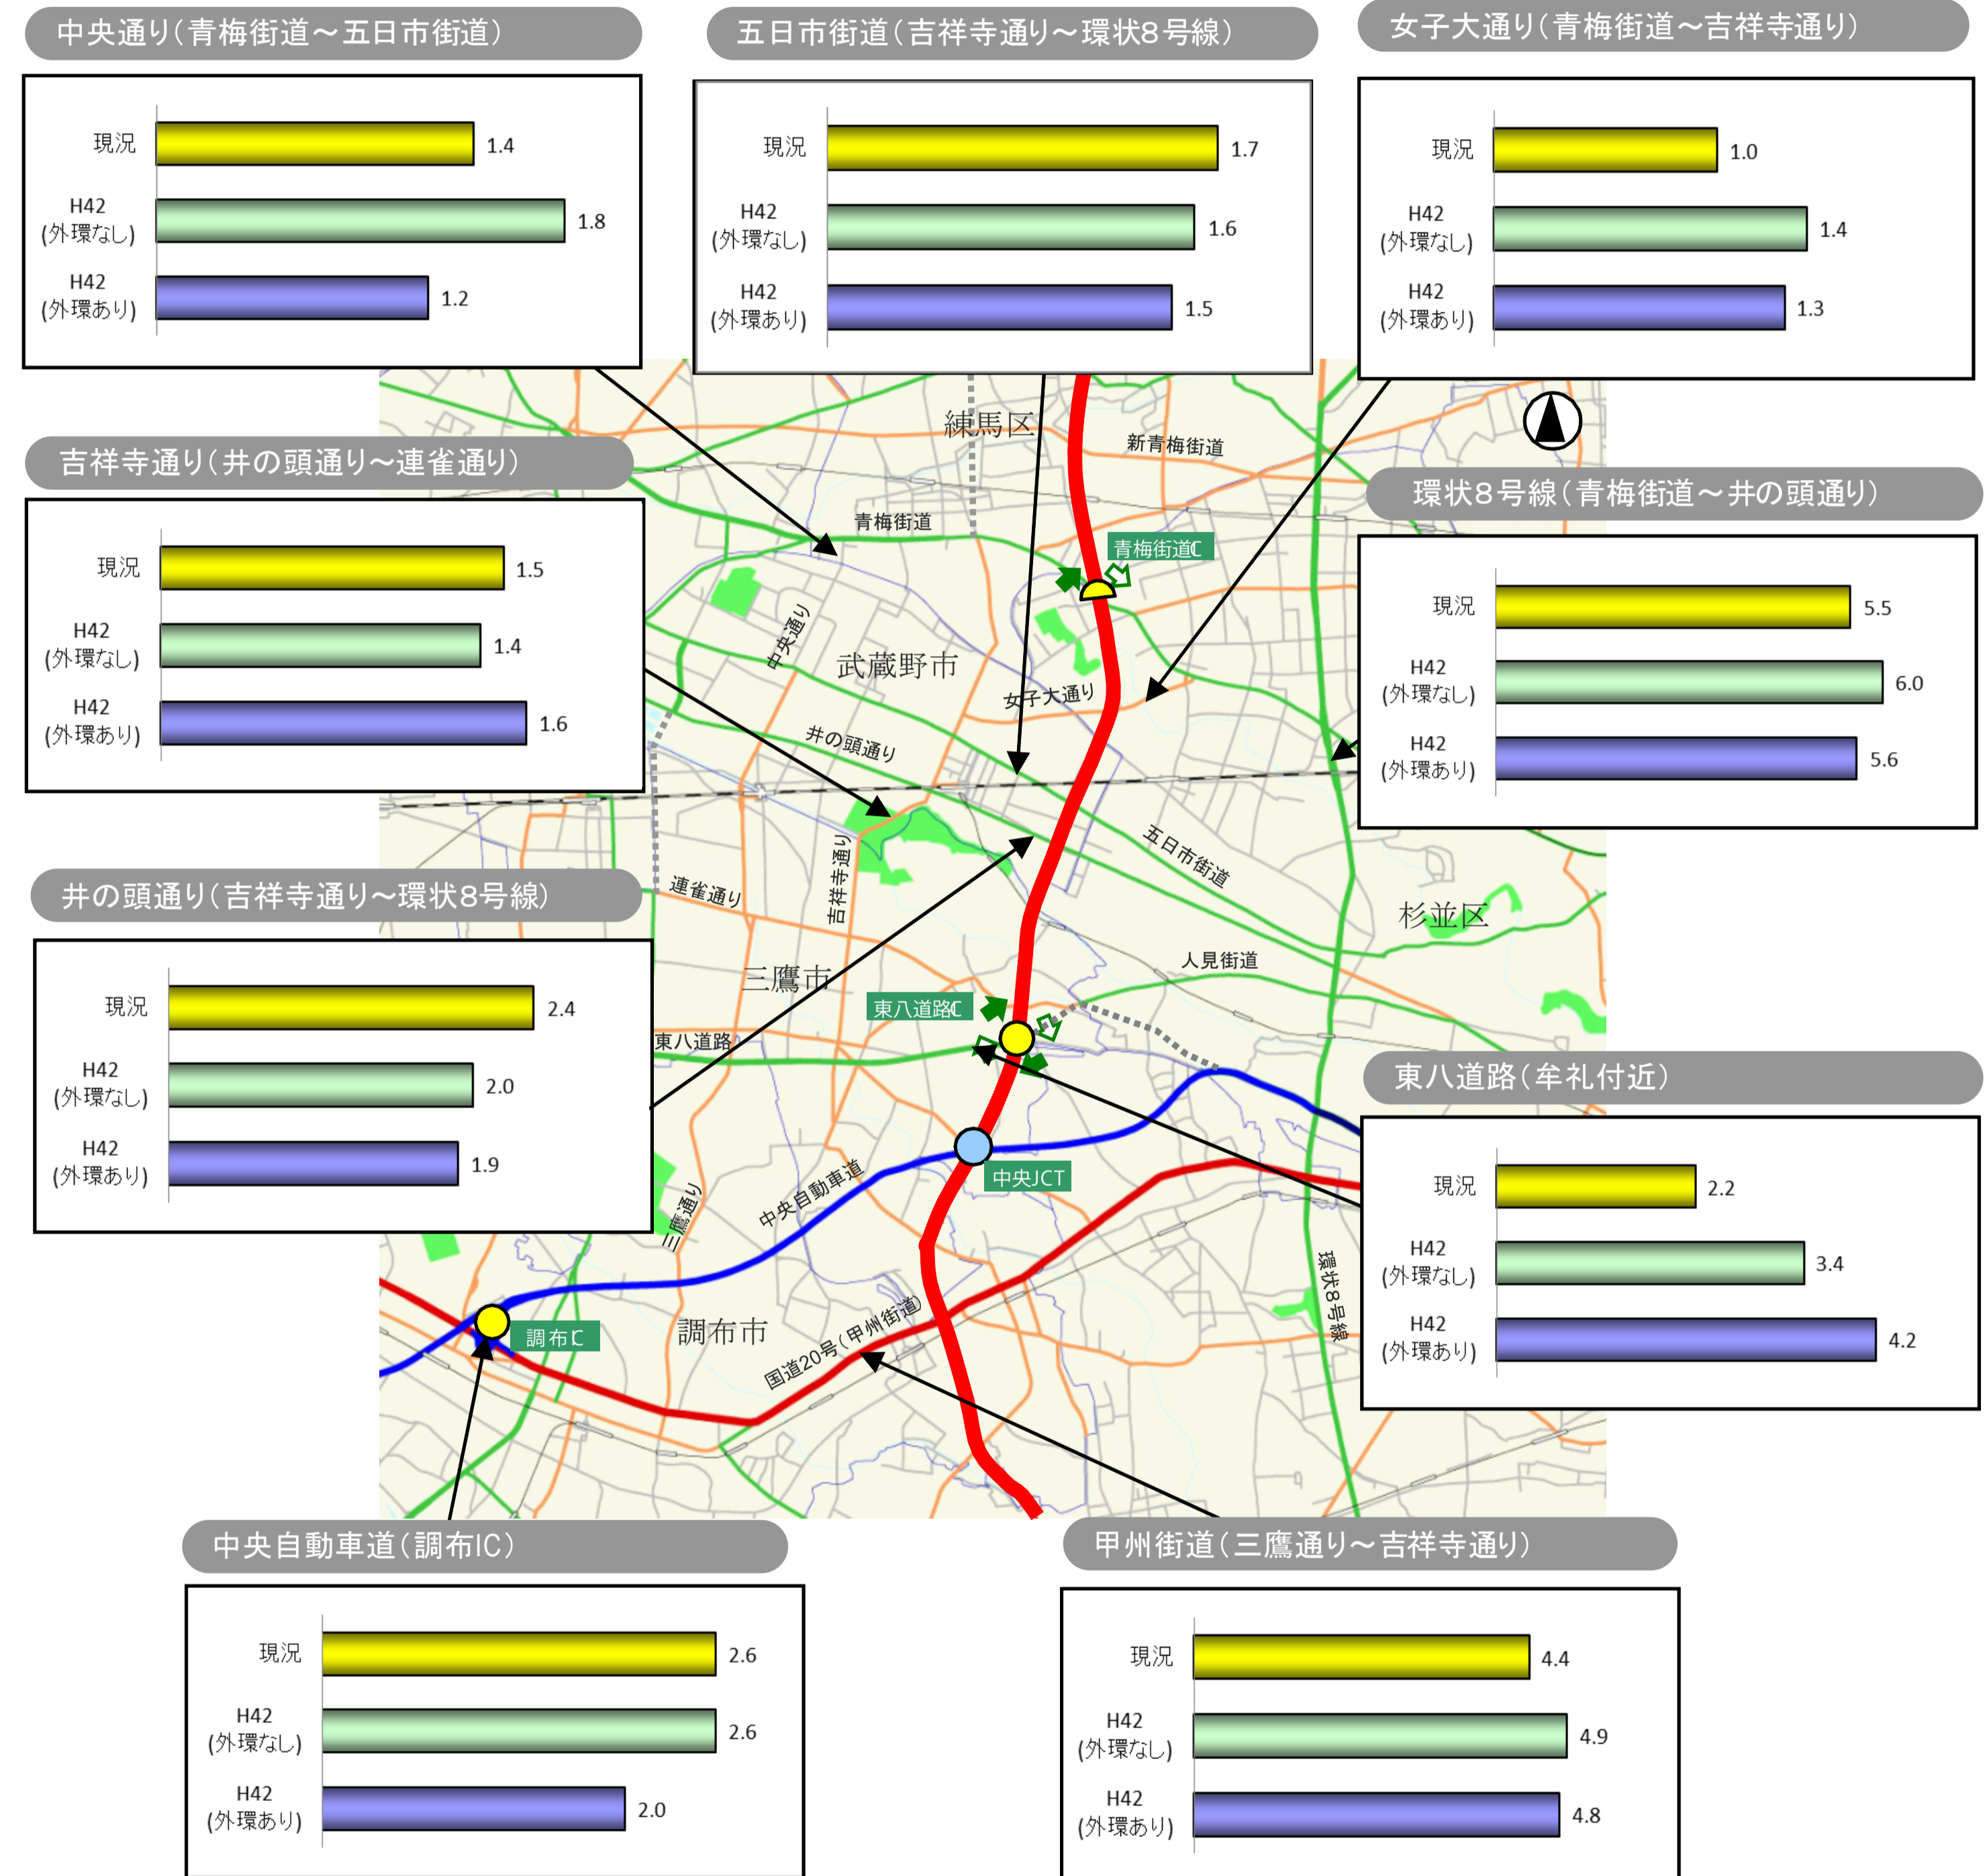 中央通り(青梅街道～五日市街道)
現況
1.4
H42
(外環なし)
1.8
H42
(外環あり)
1.2
五日市街道(吉祥寺通り～環状8号線)
現況
1.7
H42
(外環なし)
1.6
H42
(外環あり)
1.5
女子大通り(青梅街道～吉祥寺通り)
現況
1.0
H42
(外環なし)
1.4
H42
(外環あり)
1.3
吉祥寺通り(井の頭通り～連雀通り)
現況
1.5
H42
(外環なし)
1.4
H42
(外環あり)
1.6
環状8号線(青梅街道～井の頭通り)
現況
5.5
H42
(外環なし)
6.0
H42
(外環あり)
5.6
井の頭通り(吉祥寺通り～環状8号線)
現況
2.4
H42
(外環なし)
2.0
H42
(外環あり)
1.9
東八道路(牟礼付近)
現況
2.2
H42
(外環なし)
3.4
H42
(外環あり)
4.2
練馬区
新青梅街道
青梅街道
青梅街道IC
中央通り
武蔵野市
女子大通り
井の頭通り
五日市街道
吉祥寺通り
連雀通り
杉並区
三鷹市
人見街道
東八道路IC
東八道路
中央JCT
中央自動車道
三鷹通り
環状8号線
調布IC
調布市
国道20号(甲州街道)
中央自動車道(調布IC)
現況
2.6
H42
(外環なし)
2.6
H42
(外環あり)
2.0
甲州街道(三鷹通り～吉祥寺通り)
現況
4.4
H42
(外環なし)
4.9
H42
(外環あり)
4.8